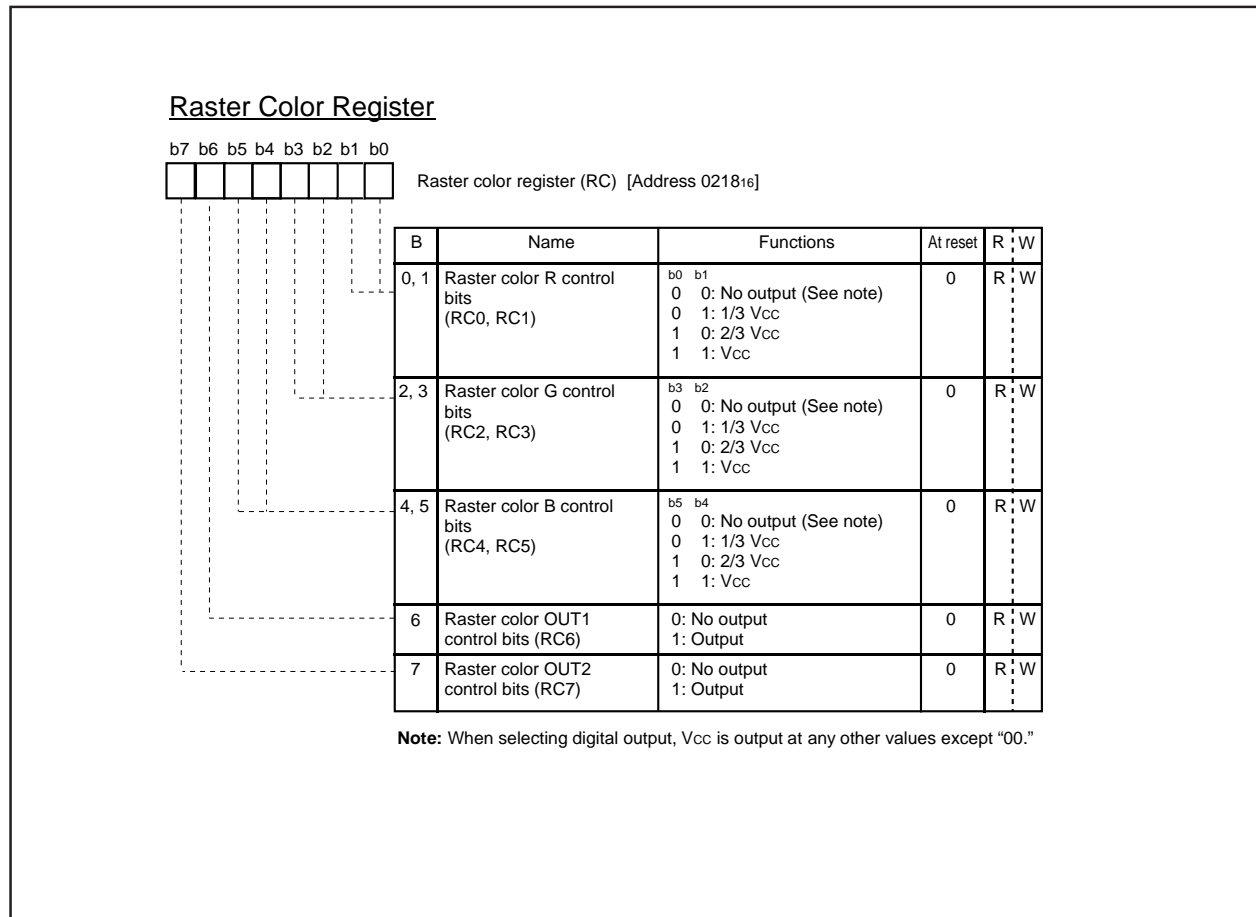 Raster Color Register
b7 b6 b5 b4 b3 b2 b1 b0
Raster color register (RC) [Address 021816]
B Name Functions At reset R W
0, 1 Raster color R control bits (RC0, RC1)
b0 b1
0 0: No output (See note)
0 1: 1/3 VCC
1 0: 2/3 VCC
1 1: VCC
0 R W
2, 3 Raster color G control bits (RC2, RC3)
b3 b2
0 0: No output (See note)
0 1: 1/3 VCC
1 0: 2/3 VCC
1 1: VCC
0 R W
4, 5 Raster color B control bits (RC4, RC5)
b5 b4
0 0: No output (See note)
0 1: 1/3 VCC
1 0: 2/3 VCC
1 1: VCC
0 R W
6 Raster color OUT1 control bits (RC6)
0: No output
1: Output
0 R W
7 Raster color OUT2 control bits (RC7)
0: No output
1: Output
0 R W
Note: When selecting digital output, VCC is output at any other values except “00.”